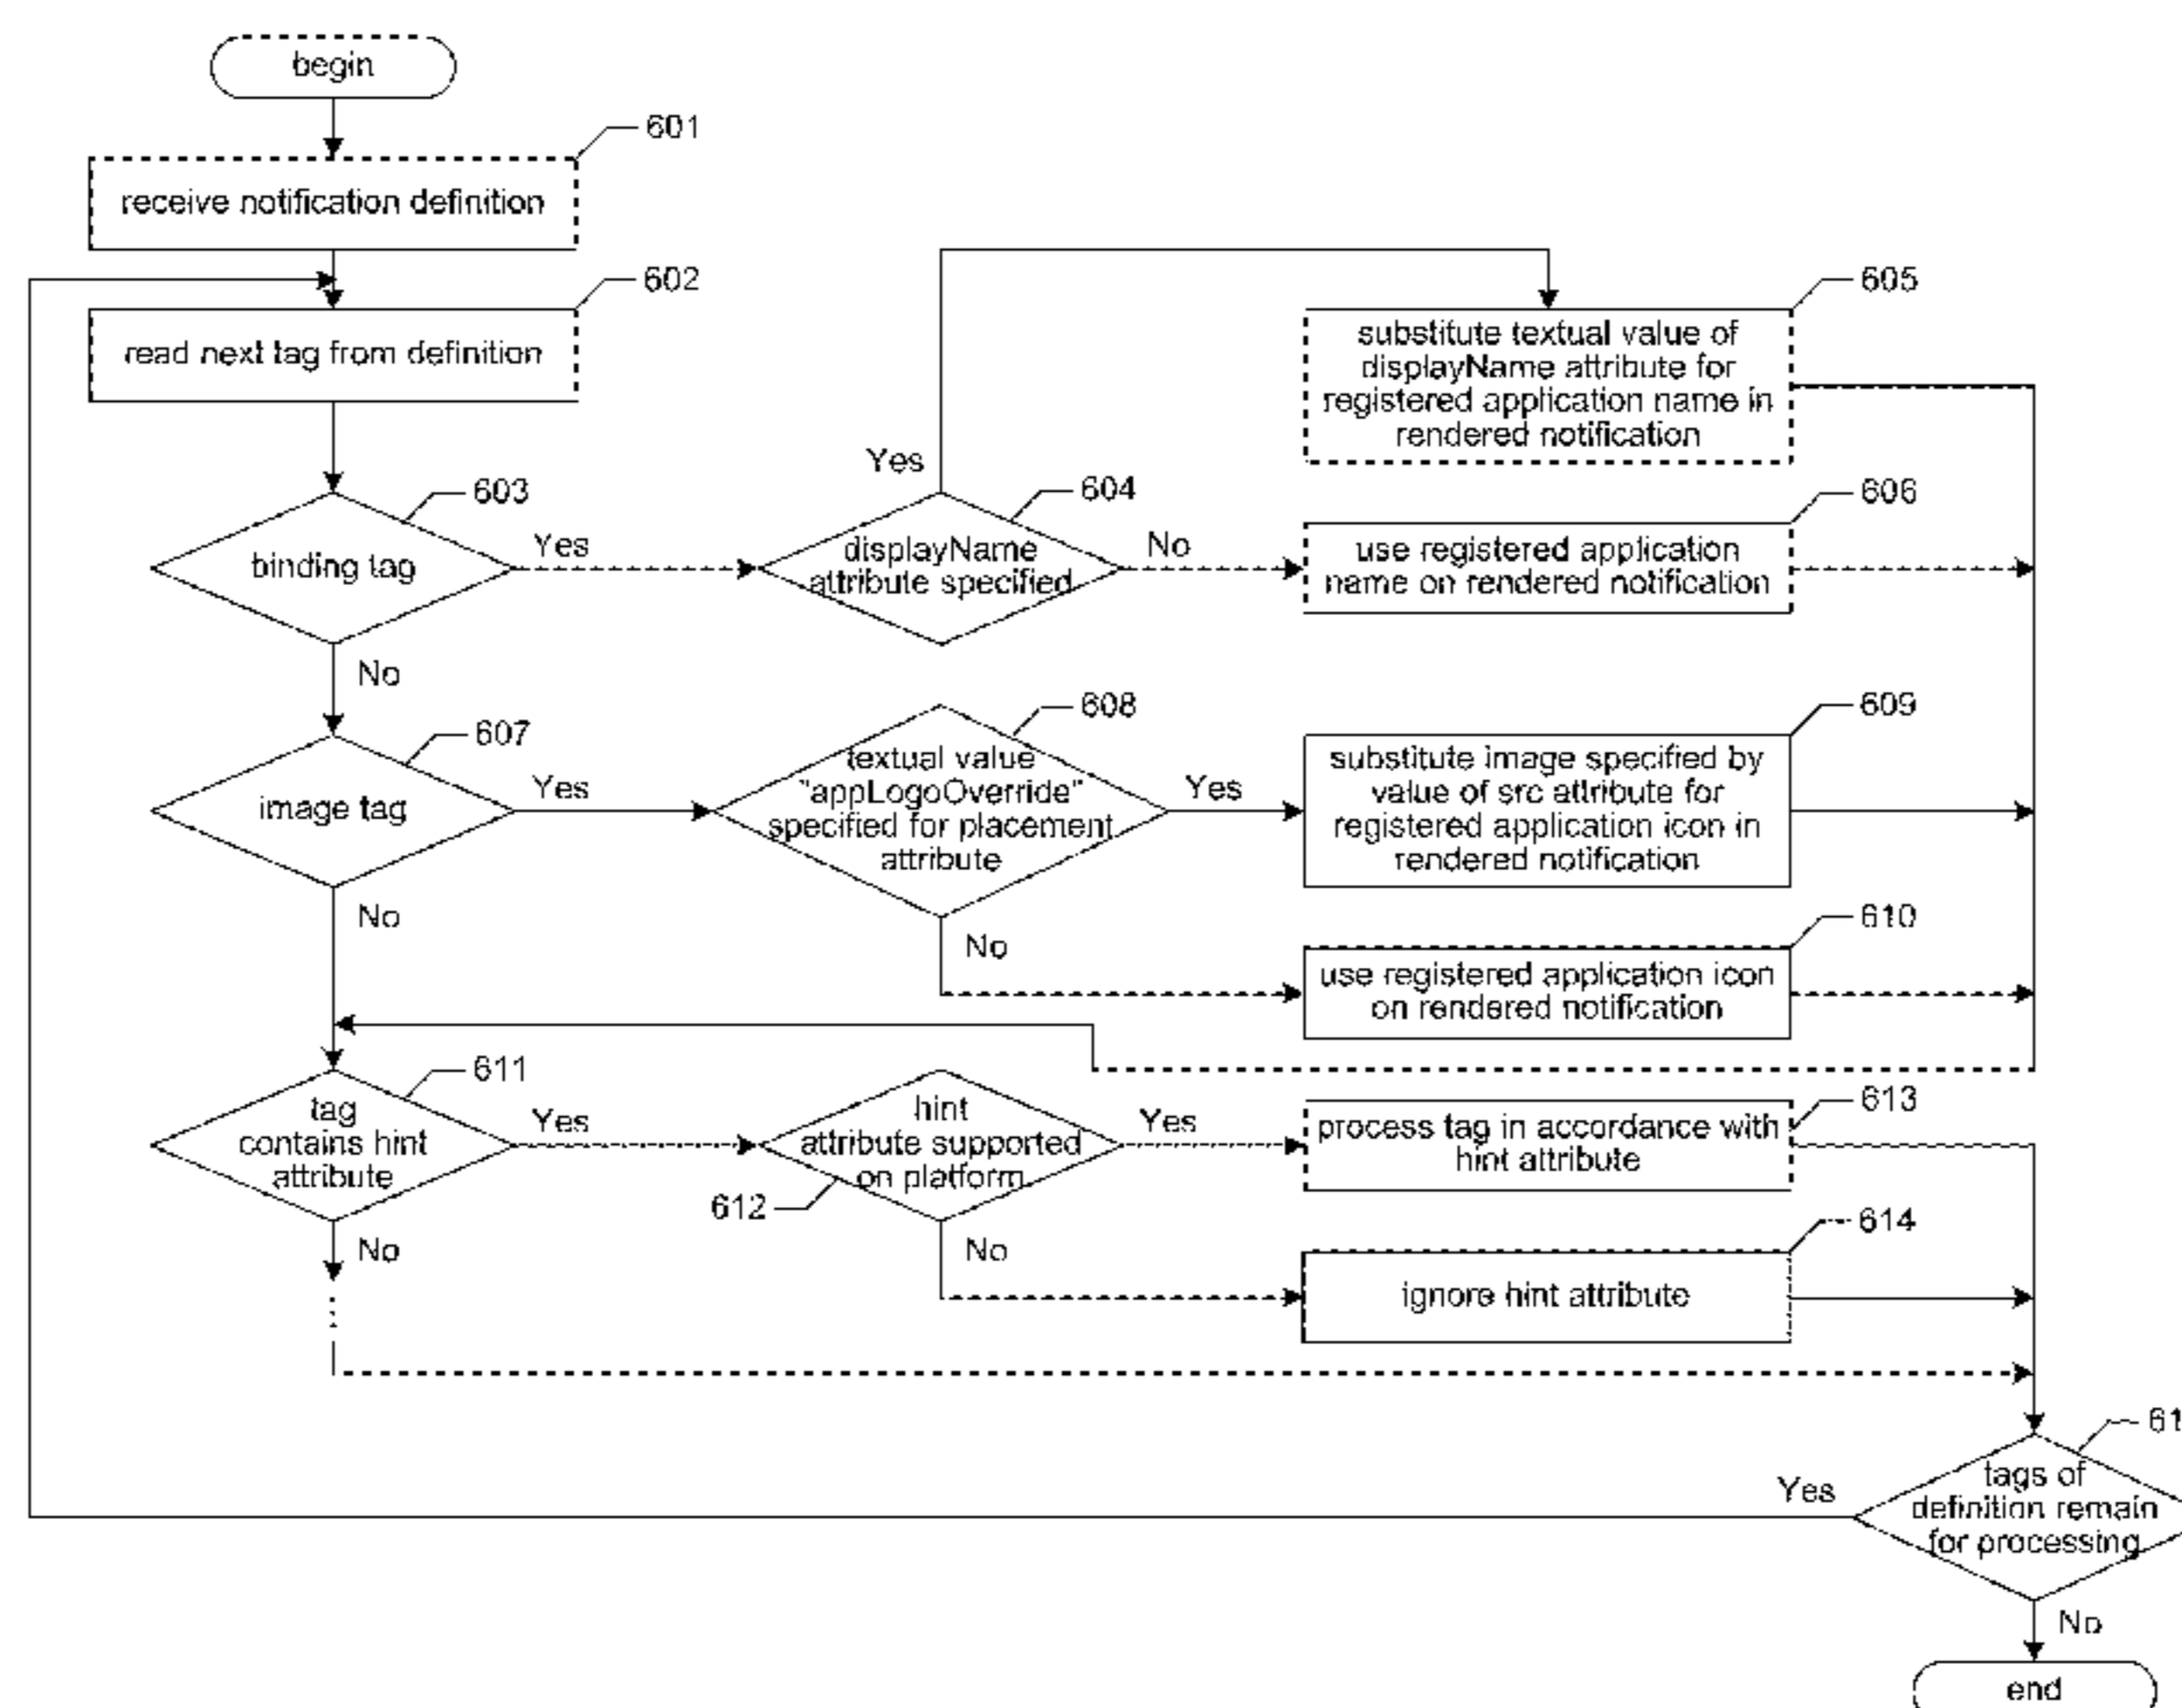 begin
601
receive notification definition
602
read next tag from definition
605
substitute textual value of
displayName attribute for
registered application name in
rendered notification
603
binding tag
Yes
No
604
displayName
attribute specified
Yes
No
606
use registered application
name on rendered notification
607
image tag
Yes
No
608
textual value
"appLogoOverride"
specified for placement
attribute
Yes
No
609
substitute image specified by
value of src attribute for
registered application icon in
rendered notification
610
use registered application icon
on rendered notification
611
tag
contains hint
attribute
Yes
No
612
hint
attribute supported
on platform
Yes
No
613
process tag in accordance with
hint attribute
614
ignore hint attribute
tags of
definition remain
for processing
Yes
No
end